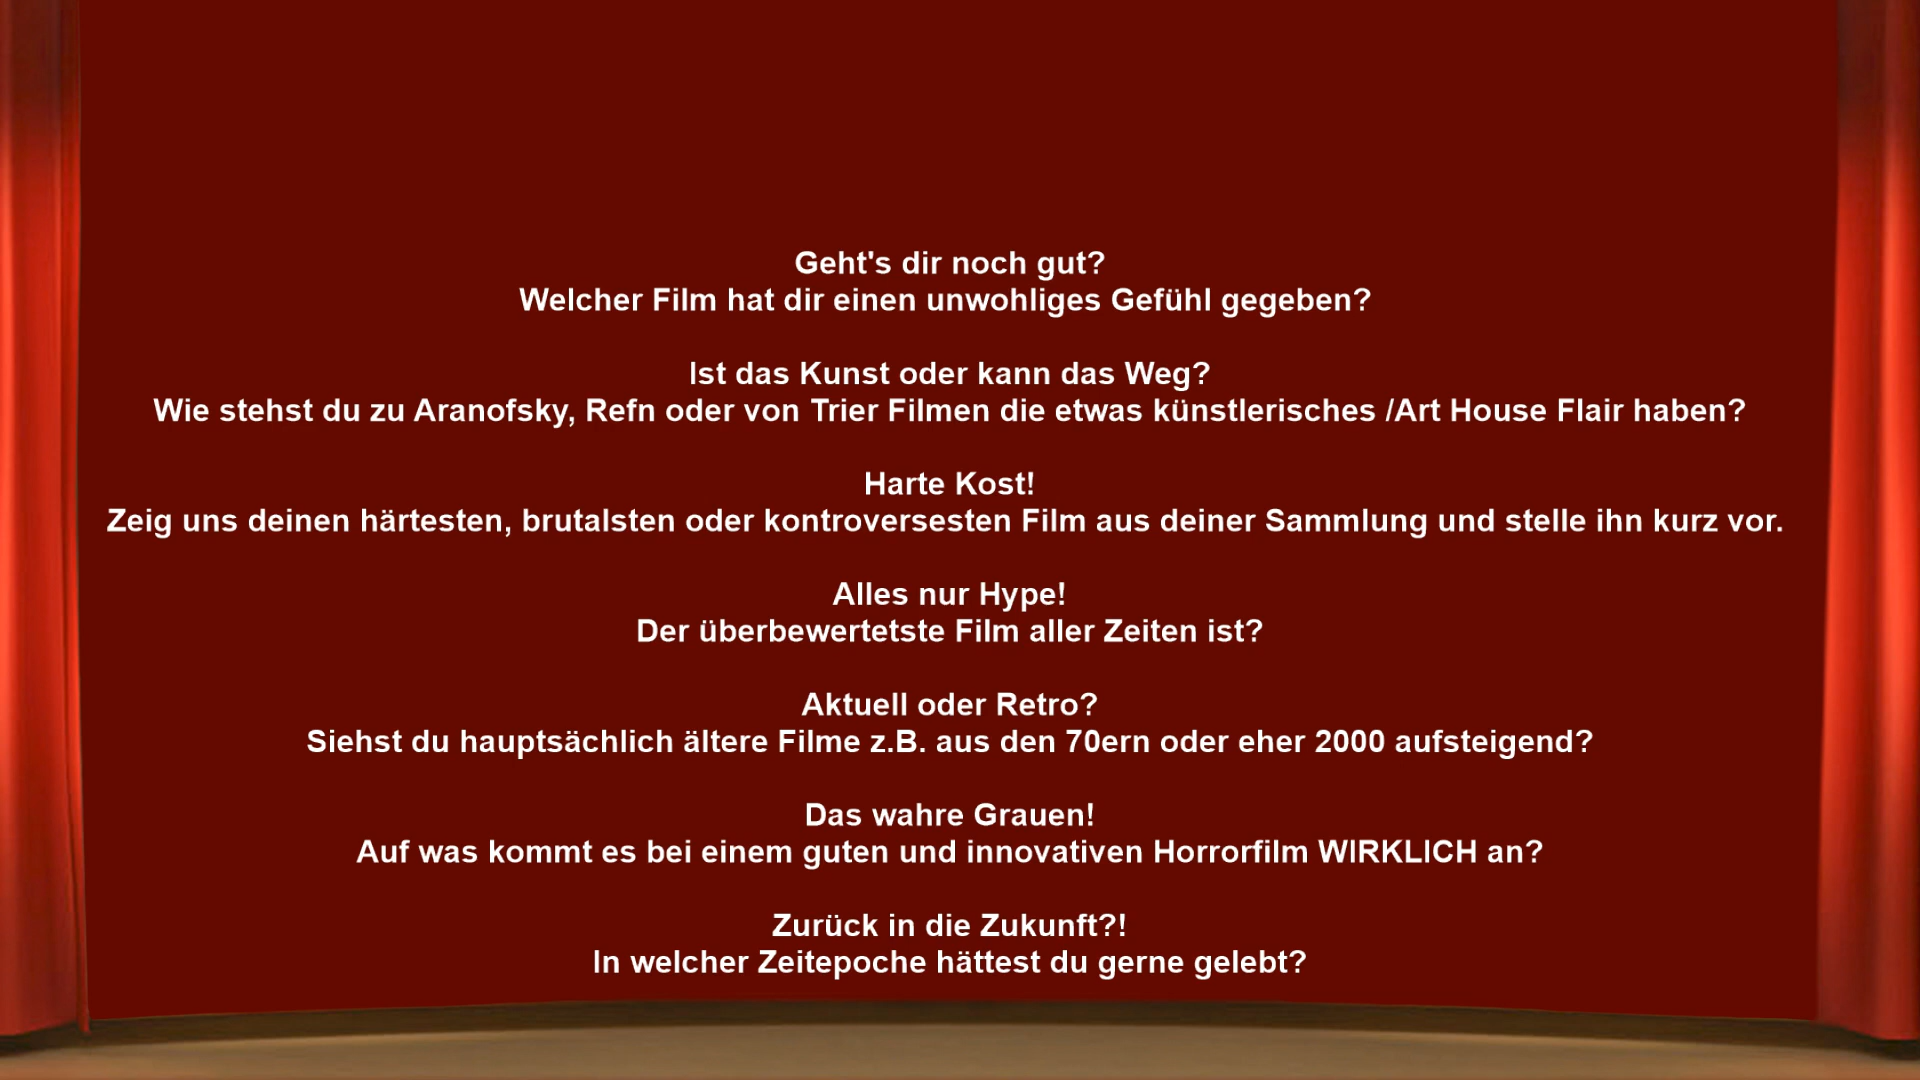 Geht's dir noch gut?
Welcher Film hat dir einen unwohliges Gefühl gegeben?
Ist das Kunst oder kann das Weg?
Wie stehst du zu Aranofsky, Refn oder von Trier Filmen die etwas künstlerisches /Art House Flair haben?
Harte Kost!
Zeig uns deinen härtesten, brutalsten oder kontroversesten Film aus deiner Sammlung und stelle ihn kurz vor.
Alles nur Hype!
Der überbewertetste Film aller Zeiten ist?
Aktuell oder Retro?
Siehst du hauptsächlich ältere Filme z.B. aus den 70ern oder eher 2000 aufsteigend?
Das wahre Grauen!
Auf was kommt es bei einem guten und innovativen Horrorfilm WIRKLICH an?
Zurück in die Zukunft?!
In welcher Zeitepoche hättest du gerne gelebt?